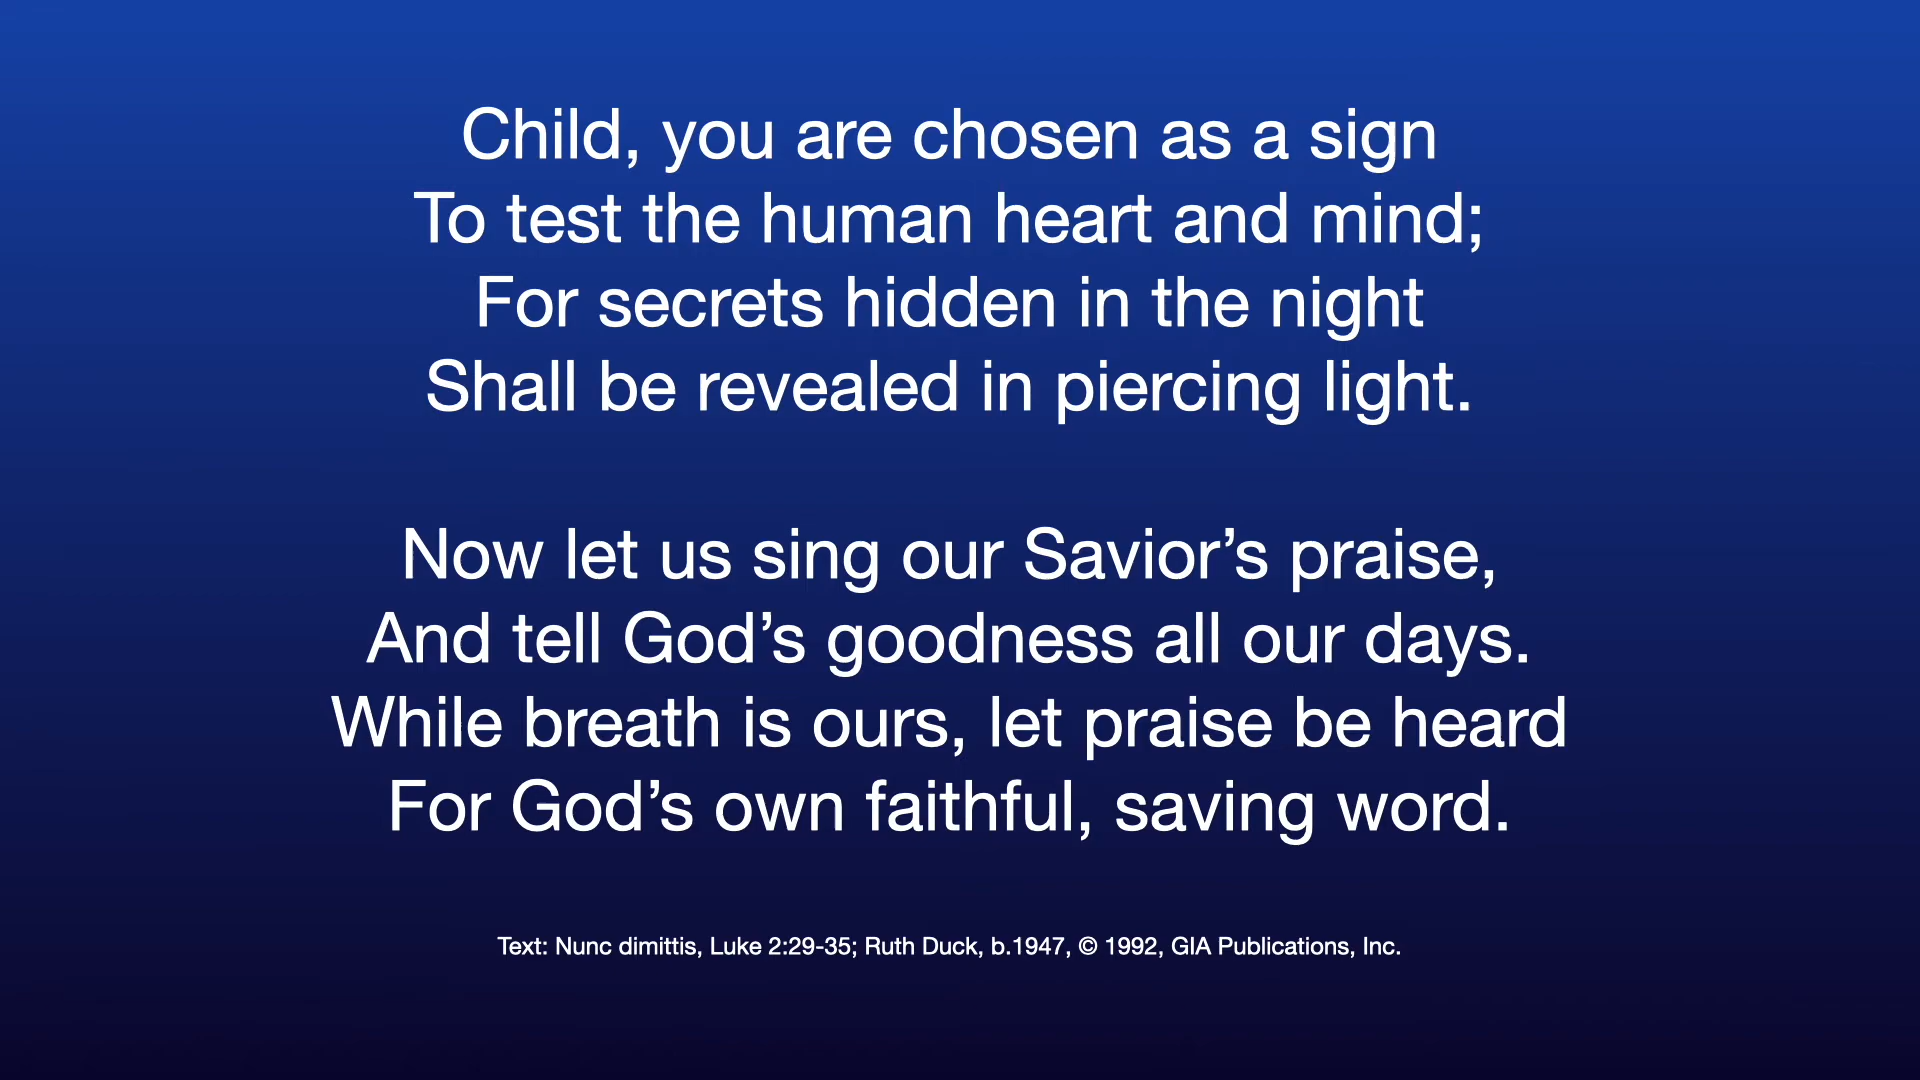 Child, you are chosen as a sign
To test the human heart and mind;
For secrets hidden in the night
Shall be revealed in piercing light.
Now let us sing our Savior’s praise,
And tell God’s goodness all our days.
While breath is ours, let praise be heard
For God’s own faithful, saving word.
Text: Nunc dimittis, Luke 2:29-35; Ruth Duck, b.1947, © 1992, GIA Publications, Inc.